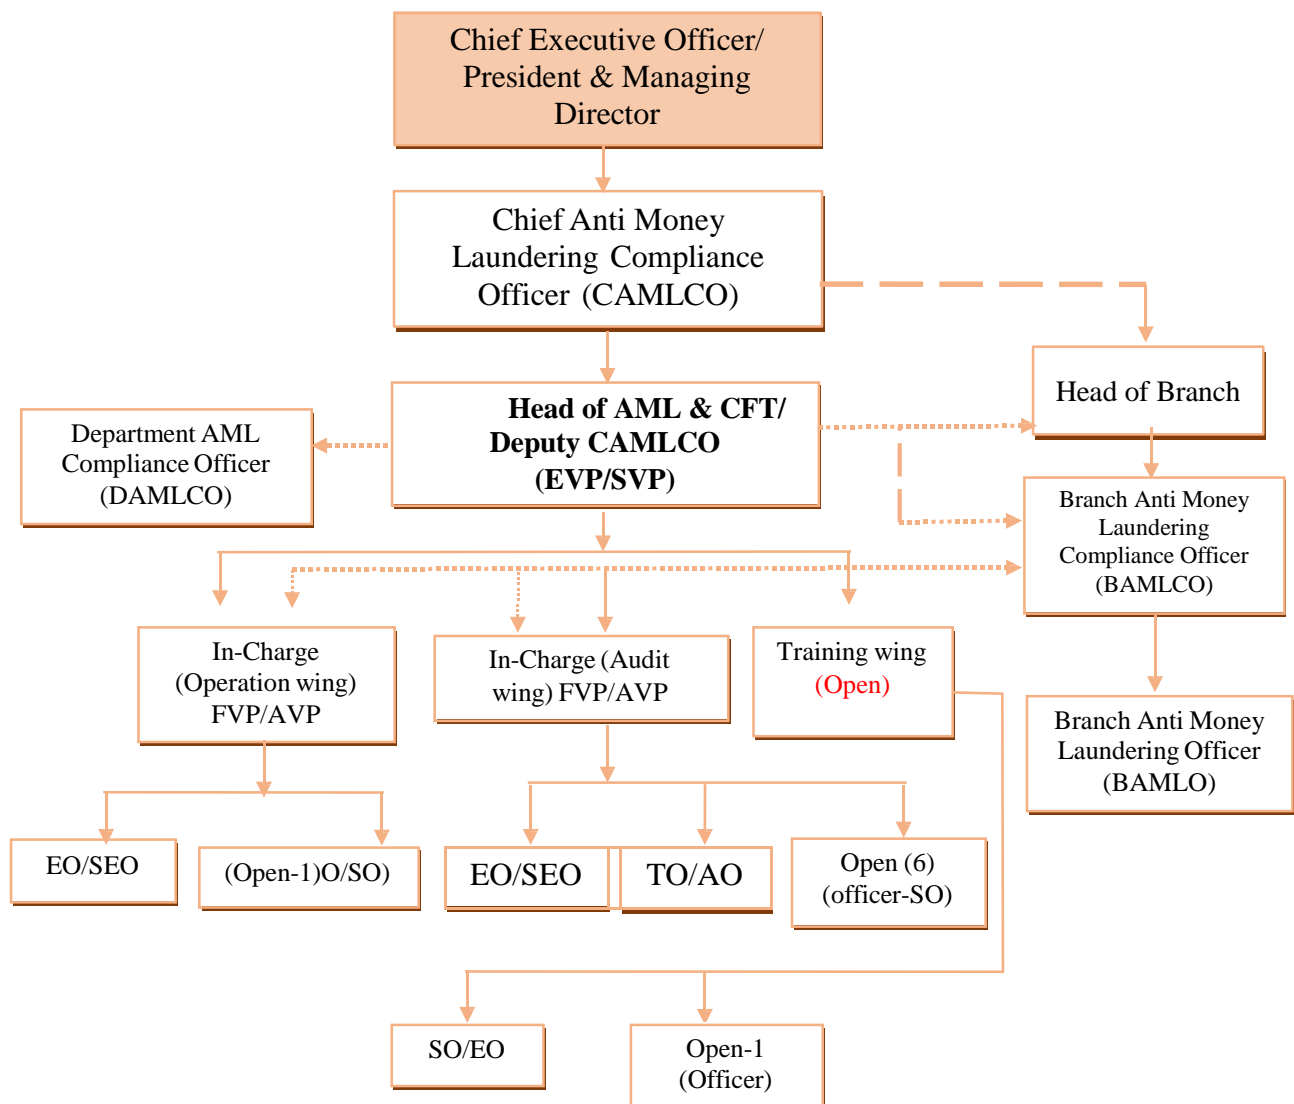 Chief Executive Officer/
President & Managing
Director
Chief Anti Money
Laundering Compliance
Officer (CAMLCO)
Head of Branch
Head of AML & CFT/
Deputy CAMLCO
(EVP/SVP)
Department AML
Compliance Officer
(DAMLCO)
Branch Anti Money
Laundering
Compliance Officer
(BAMLCO)
In-Charge
(Operation wing)
FVP/AVP
In-Charge (Audit
wing) FVP/AVP
Training wing
(Open)
Branch Anti Money
Laundering Officer
(BAMLO)
EO/SEO
(Open-1)O/SO)
EO/SEO
TO/AO
Open (6)
(officer-SO)
SO/EO
Open-1
(Officer)